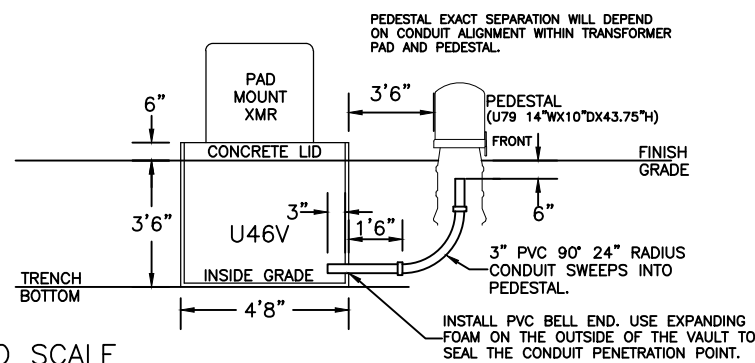 PEDESTAL EXACT SEPARATION WILL DEPEND
ON CONDUIT ALIGNMENT WITHIN TRANSFORMER
PAD AND PEDESTAL.
PAD
MOUNT
XMR
6"
3'6"
PEDESTAL
(U79 14"WX10"DX43.75"H)
FRONT
CONCRETE LID
FINISH
GRADE
3'6"
3"
U46V
1'6"
6"
3" PVC 90° 24" RADIUS
CONDUIT SWEEPS INTO
PEDESTAL.
INSIDE GRADE
TRENCH
BOTTOM
4'8"
INSTALL PVC BELL END. USE EXPANDING
FOAM ON THE OUTSIDE OF THE VAULT TO
SEAL THE CONDUIT PENETRATION POINT.
SCALE